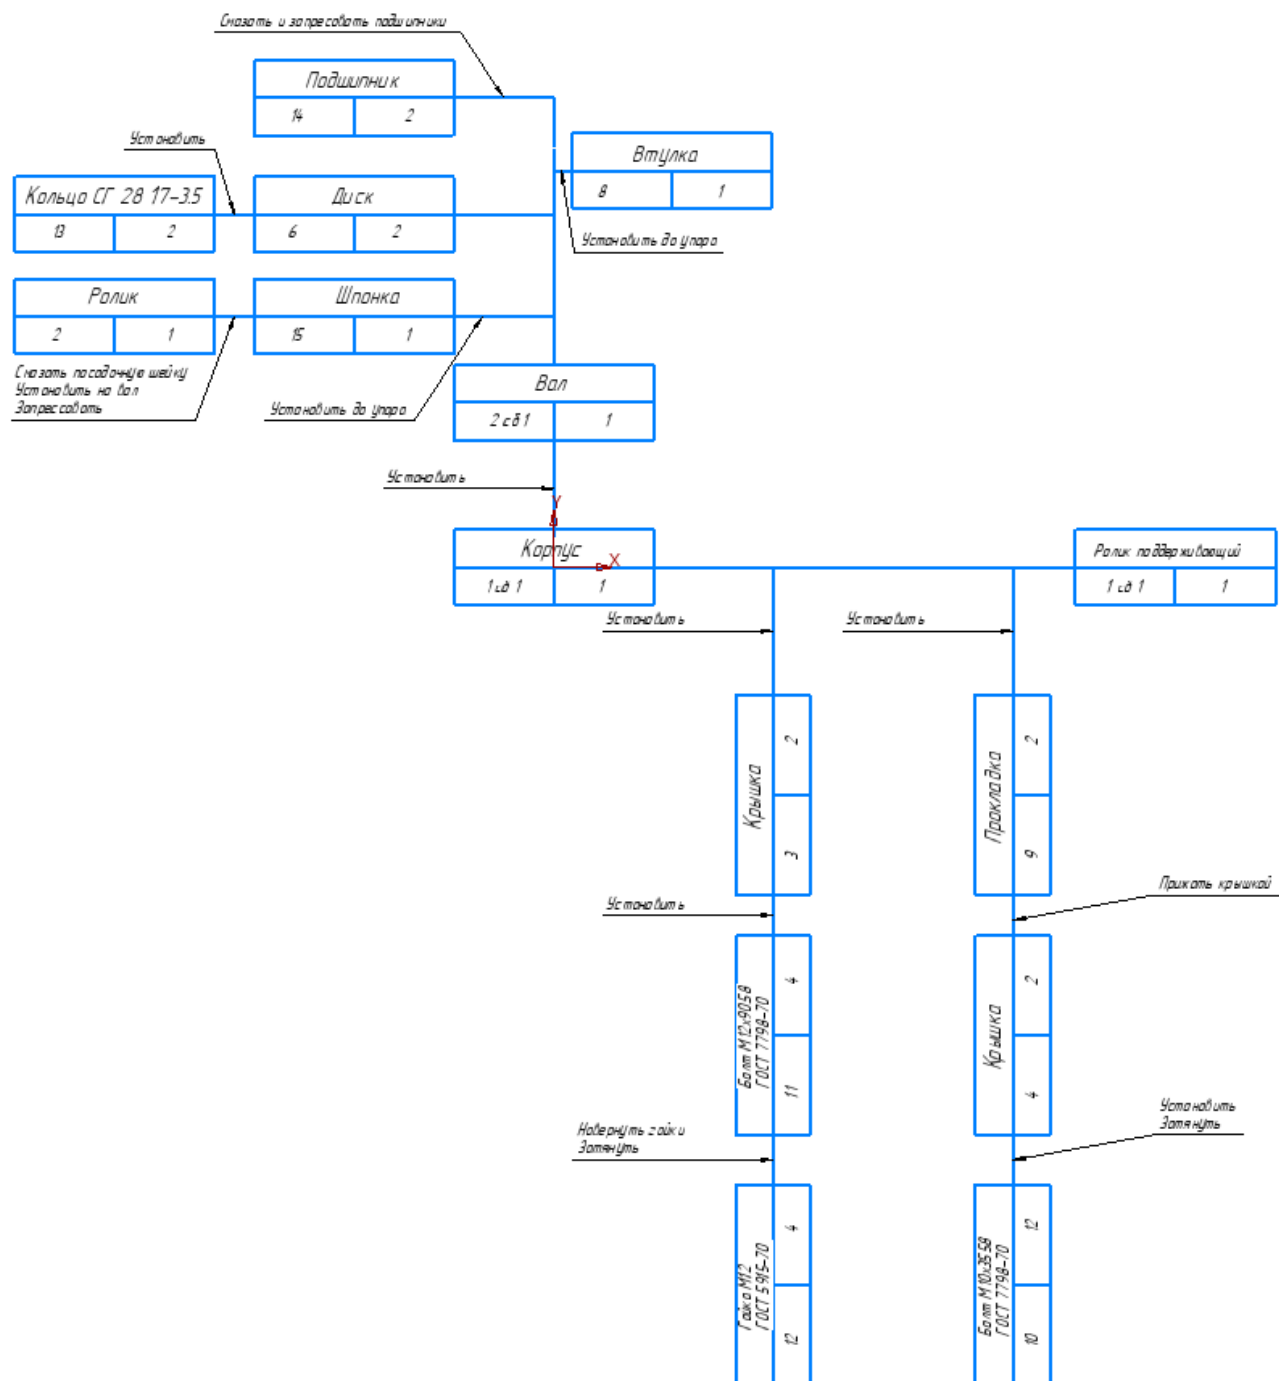 Смазать и запресовать подшипники
Подшипник
14 2
Установить
Втулка
8 1
Кольцо СГ 28 17-3.5
13 2
Диск
6 2
Установить до упора
Ролик
2 1
Шпонка
15 1
Смазать посадочную шейку
Установить на вал
Запрессовать
Установить до упора
Вал
2 сб 1 1
Установить
Y
Корпус
X
1 сб 1 1
Ролик поддерживающий
1 сб 1 1
Установить
Установить
Крышка
2
3
Прокладка
2
9
Установить
Прижать крышкой
Болт М12х90.58
ГОСТ 7798-70
4
11
Крышка
2
4
Навернуть гайки
Затянуть
Установить
Затянуть
Гайка М12
ГОСТ 5915-70
4
12
Болт М10х35.58
ГОСТ 7798-70
12
10